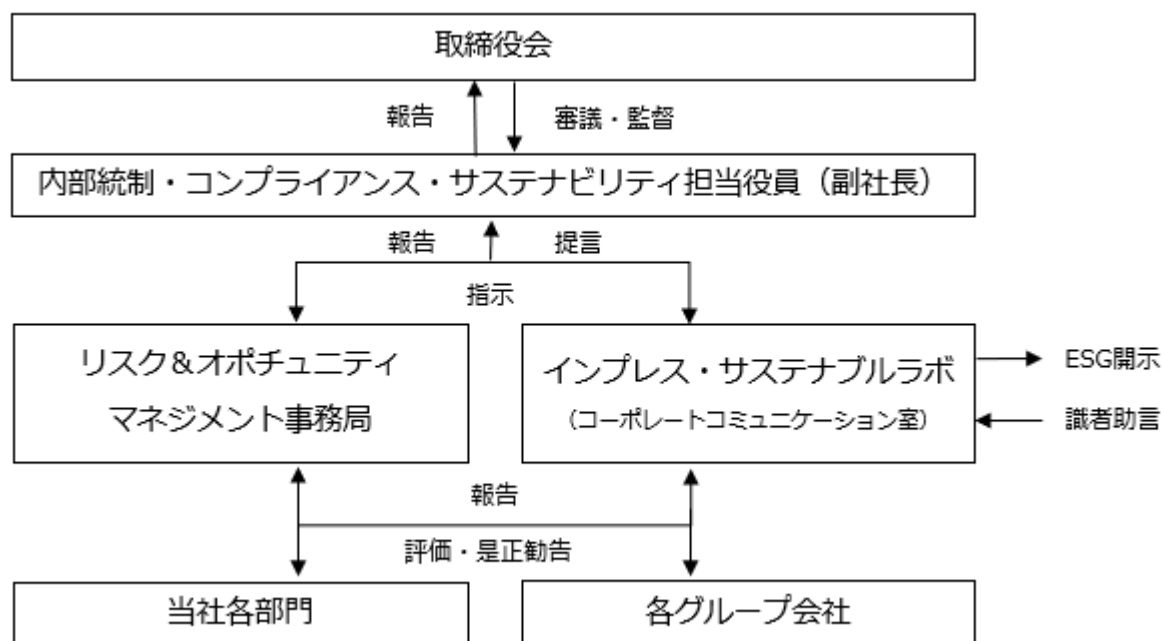 取締役会
報告
審議・監督
内部統制・コンプライアンス・サステナビリティ担当役員（副社長）
報告
提言
指示
リスク＆オポチュニティ
マネジメント事務局
インプレス・サステナブルラボ
（コーポレートコミュニケーション室）
ESG開示
識者助言
報告
評価・是正勧告
当社各部門
各グループ会社